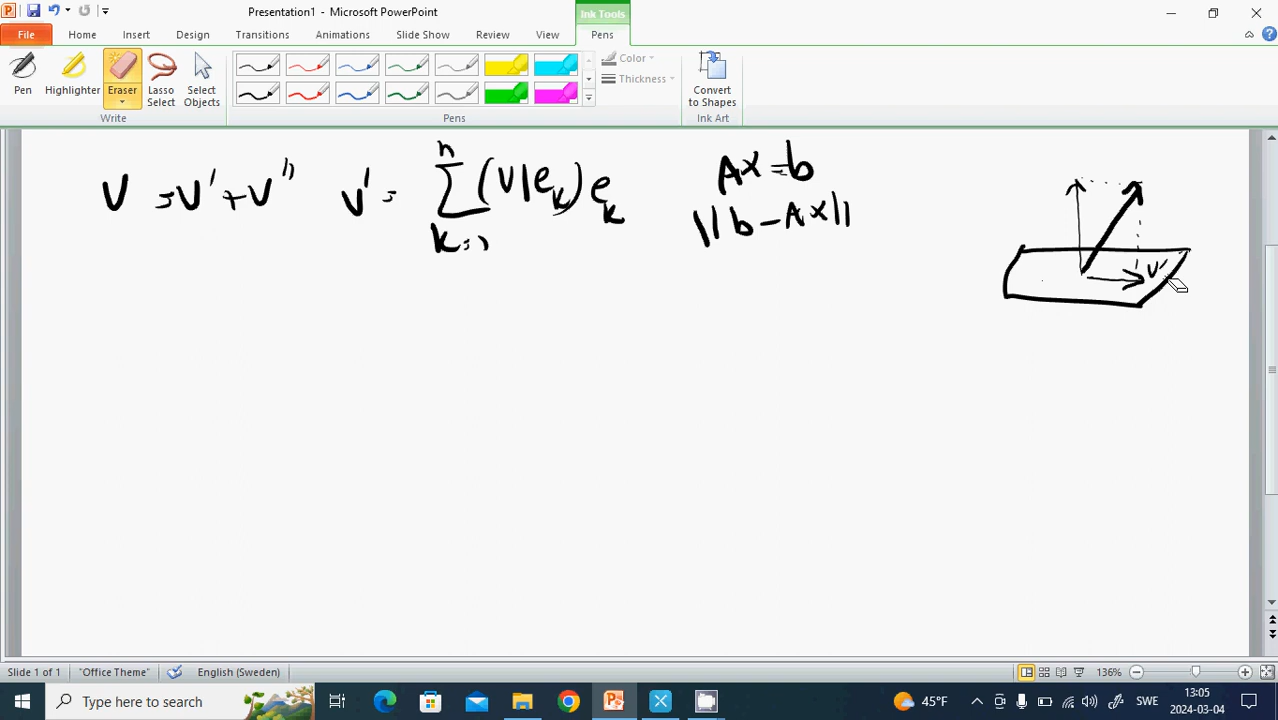 Presentation1 - Microsoft PowerPoint
Ink Tools
File Home Insert Design Transitions Animations Slide Show Review View Pens
Pen Highlighter Eraser Lasso Select Select Objects
Color
Thickness
Convert to Shapes
Write Pens Ink Art
V = V' + V'' V' = n ∑ k=1 (V|e_k) e_k
Ax = b
||b - Ax||
V'
Slide 1 of 1 "Office Theme" English (Sweden) 136%
Type here to search 45°F SWE 13:05
2024-03-04